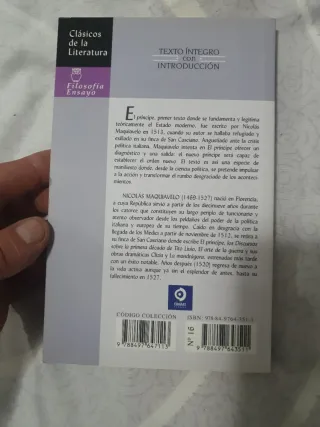 Clásicos
de la
Literatura
Filosofía
Ensayo
TEXTO ÍNTEGRO
con
INTRODUCCIÓN
El príncipe, primer texto donde se fundamenta y legitima
teóricamente el Estado moderno, fue escrito por Nicolás
Maquiavelo en 1513, cuando su autor se hallaba refugiado y
exiliado en su finca de San Casciano. Angustiado ante la crisis
política italiana, Maquiavelo intenta en El príncipe ofrecer un
diagnóstico y una salida: el nuevo príncipe será capaz de
establecer el orden nuevo. El texto es así una especie de
manifiesto donde, desde la ciencia política, se pretende impulsar
a la acción y transformar el rumbo desgraciado de los aconteci-
mientos.
NICOLÁS MAQUIAVELO (1469-1527) nació en Florencia,
a cuya República sirvió a partir de los diecinueve años durante
los catorce que constituyen su largo periplo de funcionario y
atento observador desde los peldaños del poder de la política
italiana y europea de su tiempo. Caído en desgracia con la
llegada de los Medici a partir de noviembre de 1512, se retira a
su finca de San Casciano donde escribe El príncipe, los Discursos
sobre la primera década de Tito Livio, El arte de la guerra y sus
obras dramáticas Clizia y La mandrágora, estrenadas más tarde
con un éxito notable. Años después (1520) regresa de nuevo a
la vida activa aunque ya sin el esplendor de antes, hasta su
fallecimiento en 1527.
CÓDIGO COLECCIÓN
9 788497 647113
Nº 16
9 788497 643511